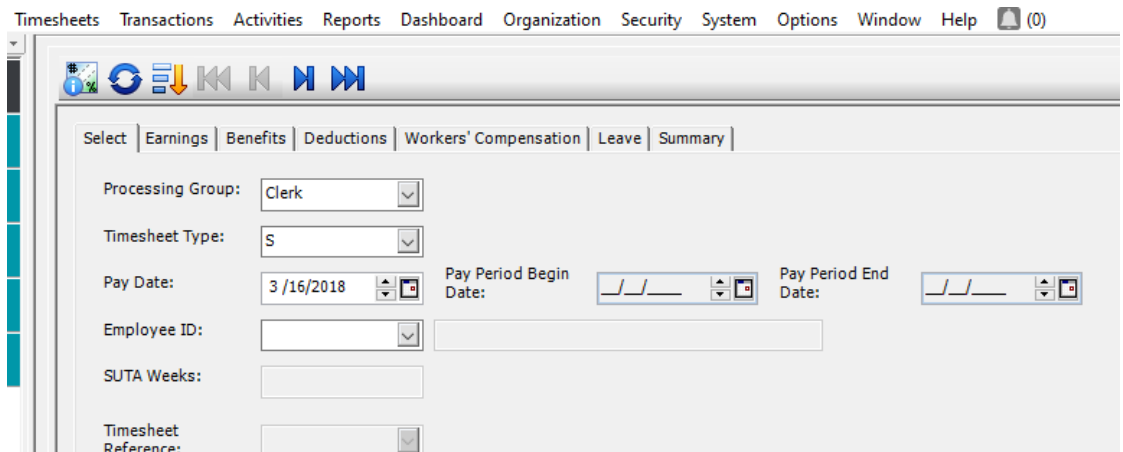 Timesheets Transactions Activities Reports Dashboard Organization Security System Options Window Help (0)
Select Earnings Benefits Deductions Workers' Compensation Leave Summary
Processing Group: Clerk
Timesheet Type: S
Pay Date: 3 /16/2018 Pay Period Begin Date: __/__/____ Pay Period End Date: __/__/____
Employee ID:
SUTA Weeks:
Timesheet
Reference: